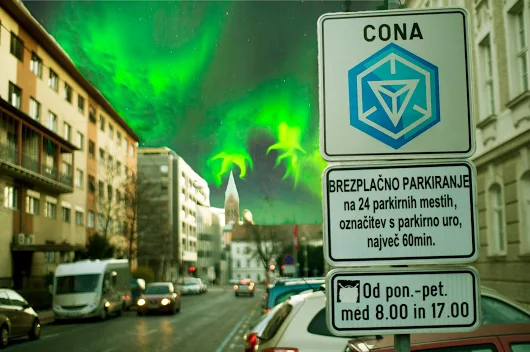 CONA
BREZPLAČNO PARKIRANJE
na 24 parkirnih mestih,
označitev s parkirno uro,
največ 60min.
Od pon.-pet.
med 8.00 in 17.00